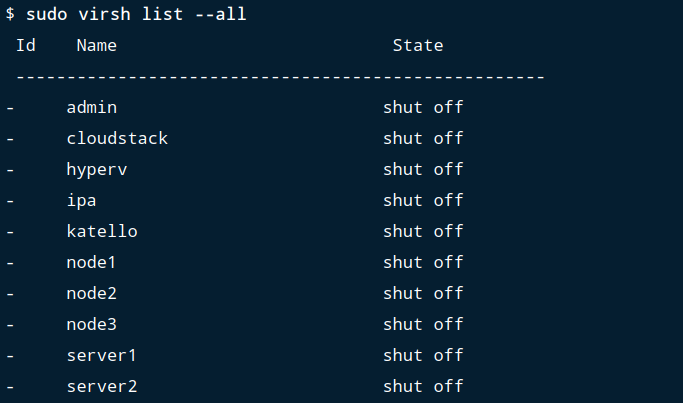 $ sudo virsh list --all
Id Name State
----------------------------------------------------
- admin shut off
- cloudstack shut off
- hyperv shut off
- ipa shut off
- katello shut off
- node1 shut off
- node2 shut off
- node3 shut off
- server1 shut off
- server2 shut off